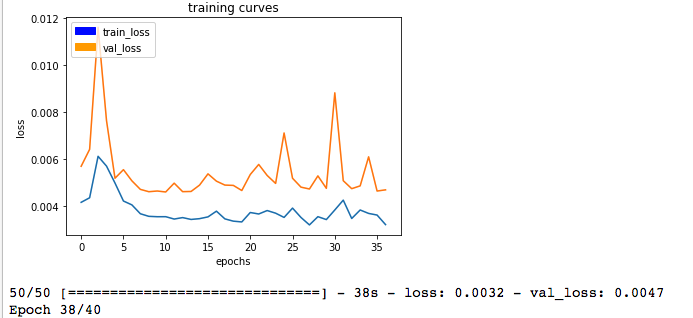 training curves
train_loss
val_loss
0.012
0.010
0.008
0.006
0.004
loss
0 5 10 15 20 25 30 35
epochs
50/50 [==============================] - 38s - loss: 0.0032 - val_loss: 0.0047
Epoch 38/40